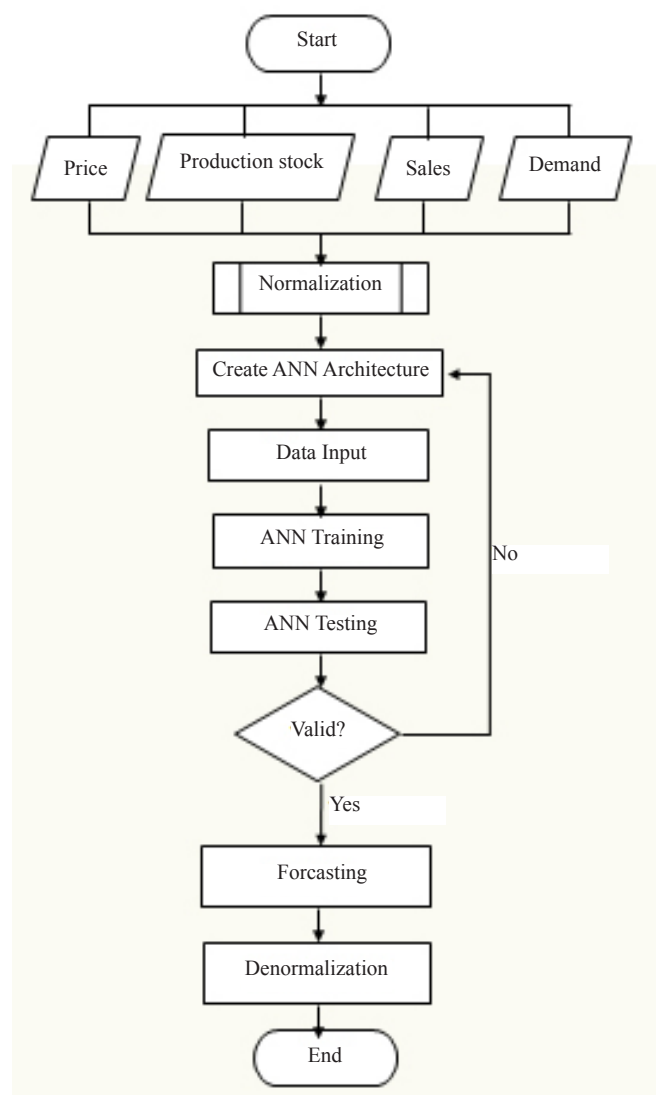 Start
Price
Production stock
Sales
Demand
Normalization
Create ANN Architecture
Data Input
ANN Training
No
ANN Testing
Valid?
Yes
Forcasting
Denormalization
End